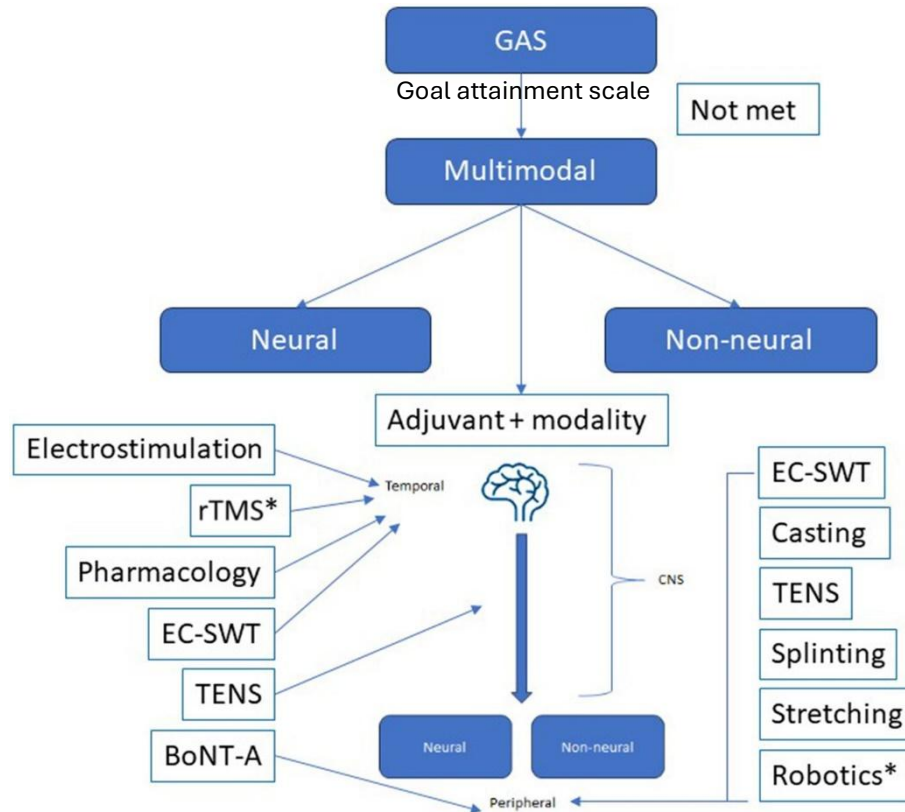 GAS
Goal attainment scale
Not met
Multimodal
Neural
Non-neural
Adjuvant + modality
Electrostimulation
rTMS*
Pharmacology
EC-SWT
TENS
BoNT-A
Temporal
CNS
EC-SWT
Casting
TENS
Splinting
Stretching
Robotics*
Neural
Non-neural
Peripheral